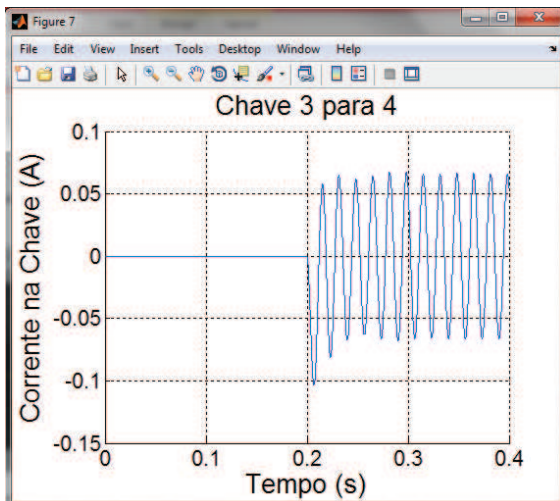 Figure 7
File Edit View Insert Tools Desktop Window Help
Chave 3 para 4
Corrente na Chave (A)
0.1
0.05
0
-0.05
-0.1
-0.15
0 0.1 0.2 0.3 0.4
Tempo (s)